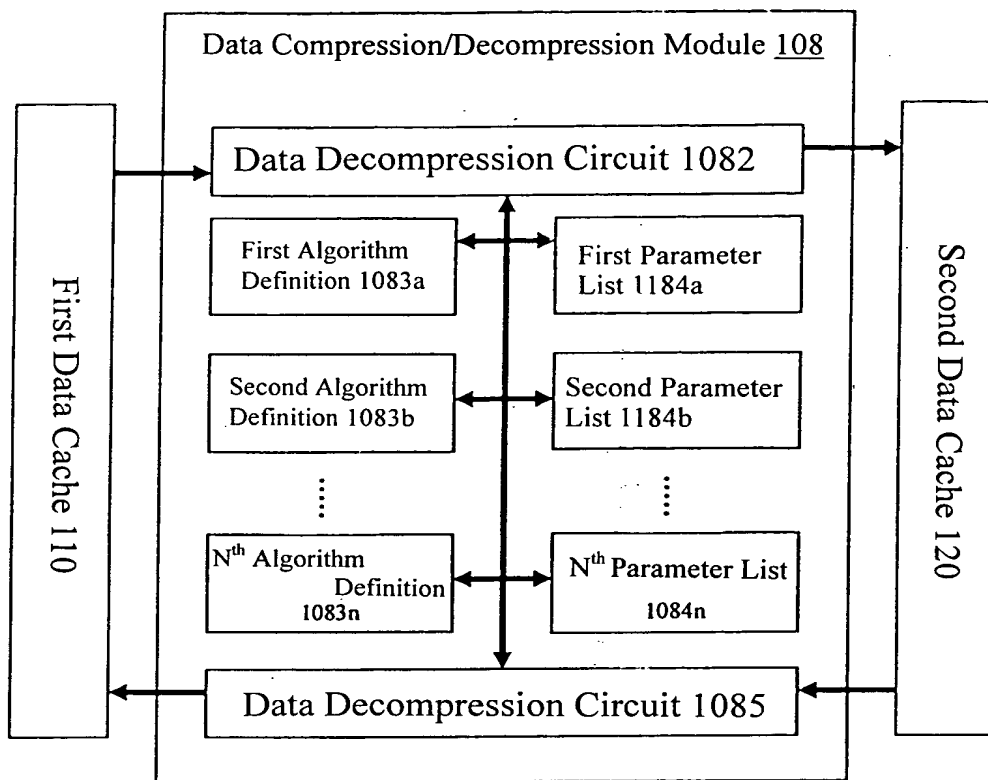 Data Compression/Decompression Module 108
First Data Cache 110
Data Decompression Circuit 1082
Second Data Cache 120
First Algorithm
Definition 1083a
First Parameter
List 1184a
Second Algorithm
Definition 1083b
Second Parameter
List 1184b
Nth Algorithm
Definition
1083n
Nth Parameter List
1084n
Data Decompression Circuit 1085